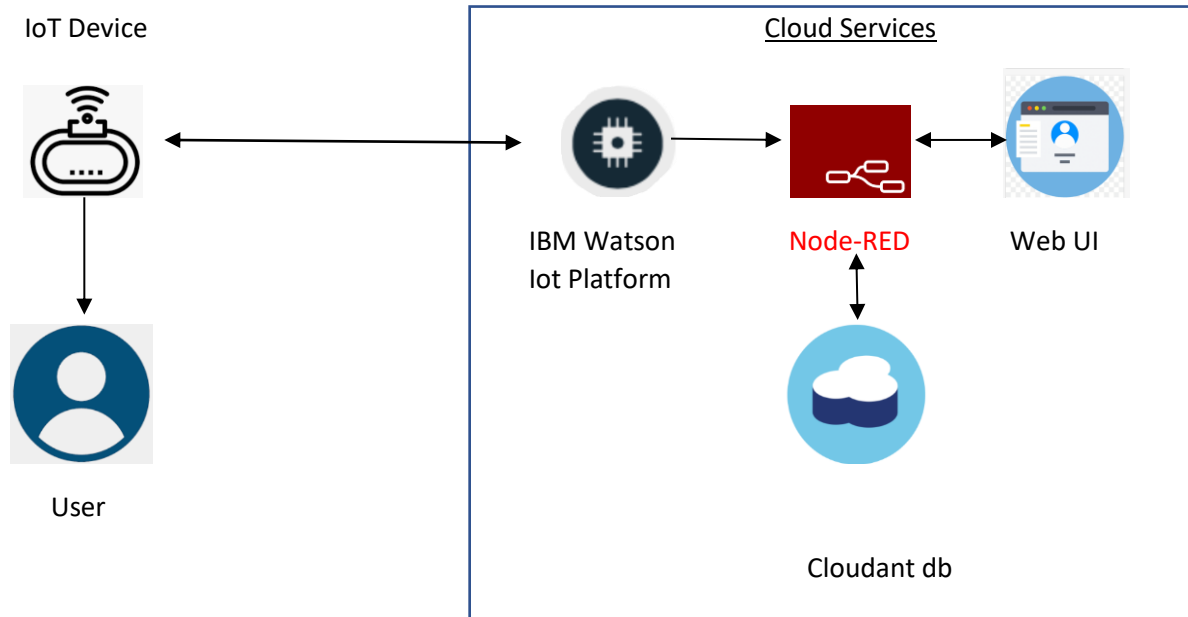 IoT Device
Cloud Services
IBM Watson
Iot Platform
Node-RED
Web UI
User
Cloudant db